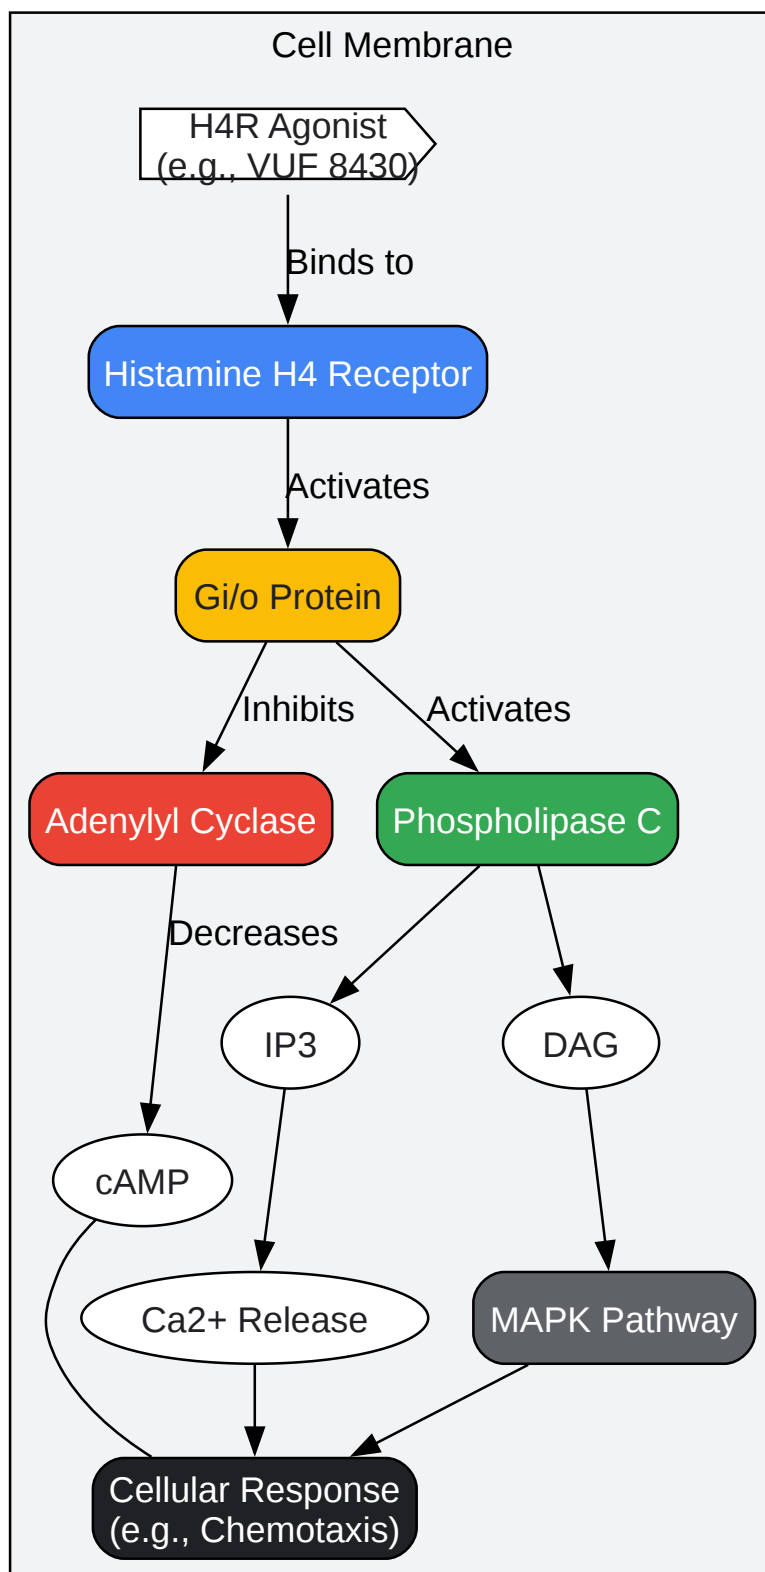 Cell Membrane
H4R Agonist
(e.g., VUF 8430)
Binds to
Histamine H4 Receptor
Activates
Gi/o Protein
Inhibits
Activates
Adenylyl Cyclase
Phospholipase C
Decreases
IP3
DAG
cAMP
Ca2+ Release
MAPK Pathway
Cellular Response
(e.g., Chemotaxis)